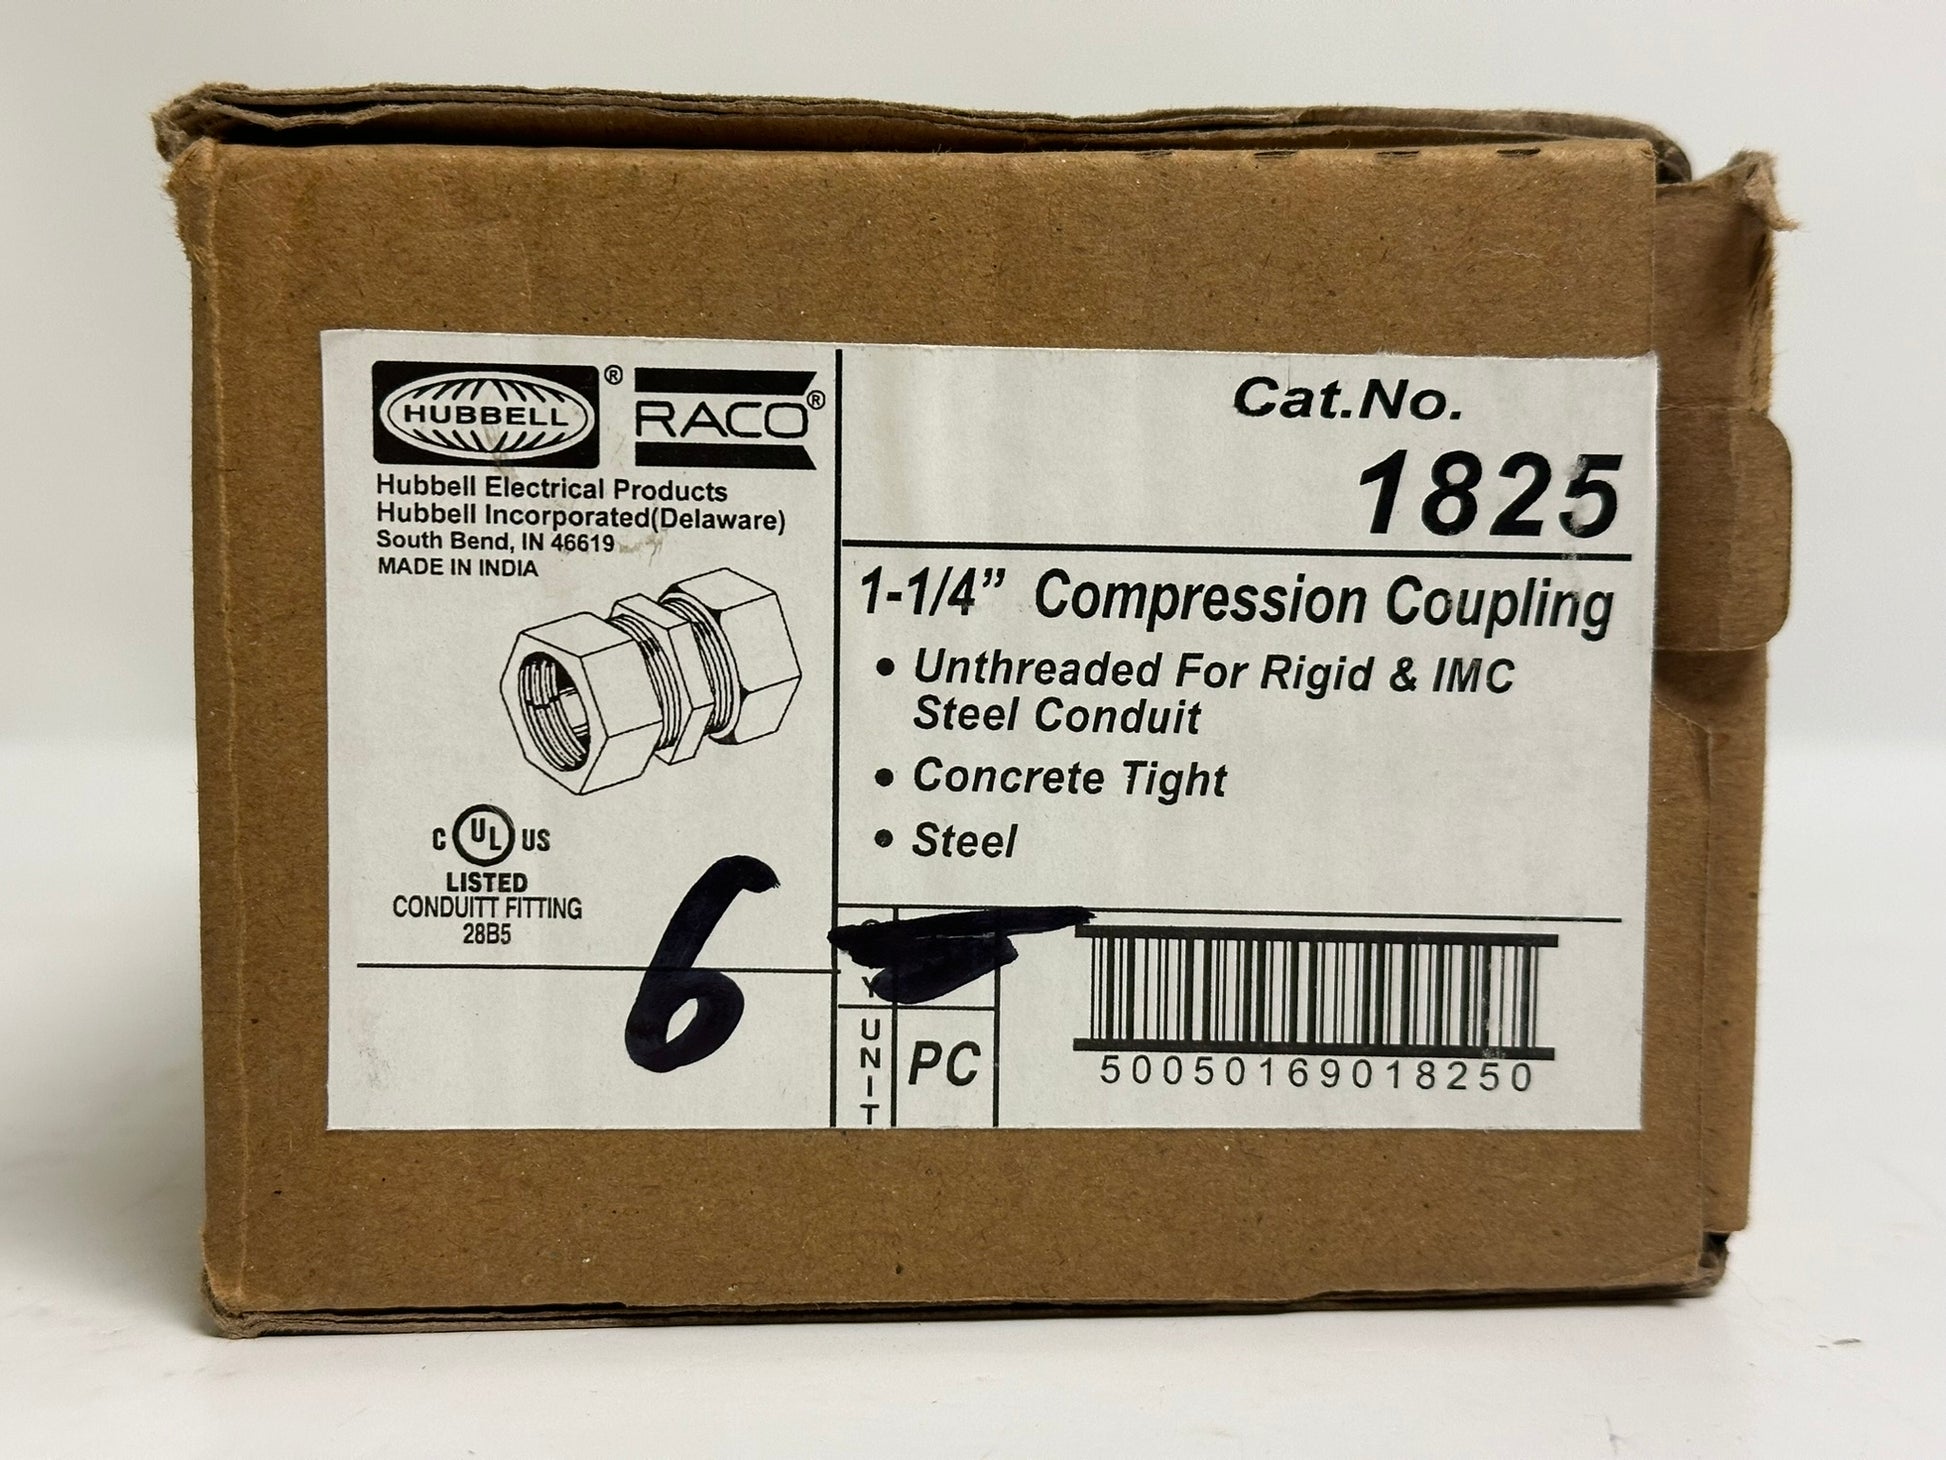 HUBBELL® RACO®
Hubbell Electrical Products
Hubbell Incorporated(Delaware)
South Bend, IN 46619
MADE IN INDIA
C UL US
LISTED
CONDUITT FITTING
28B5
6
Cat.No.
1825
1-1/4” Compression Coupling
• Unthreaded For Rigid & IMC
Steel Conduit
• Concrete Tight
• Steel
Y
UNIT
PC
50050169018250